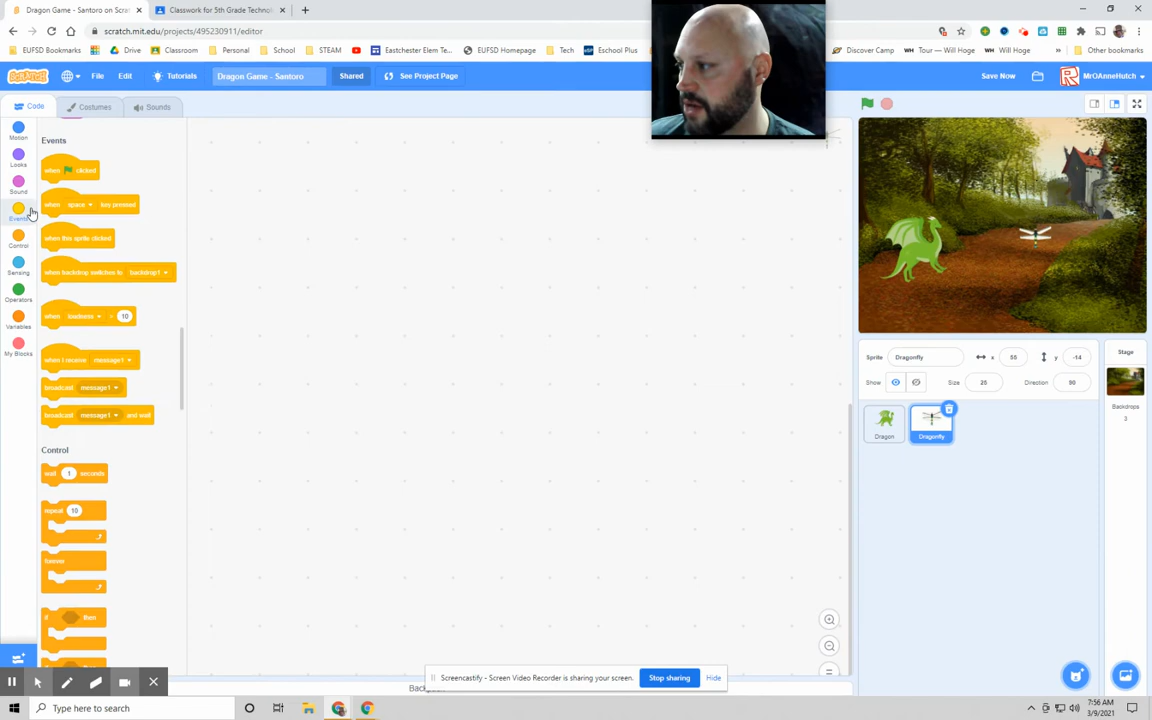 Dragon Game - Santoro on Scrat
Classwork for 5th Grade Technol
scratch.mit.edu/projects/495230911/editor
EUFSD Bookmarks
Drive
Classroom
Personal
School
STEAM
Eastchester Elem Te...
EUFSD Homepage
Tech
Eschool Plus
Discover Camp
Tour — Will Hoge
Will Hoge
Other bookmarks
SCRATCH
File
Edit
Tutorials
Dragon Game - Santoro
Shared
See Project Page
Save Now
MrOAnneHutch
Code
Costumes
Sounds
Motion
Looks
Sound
Events
Control
Sensing
Operators
Variables
My Blocks
Events
when clicked
when space key pressed
when this sprite clicked
when backdrop switches to backdrop1
when loudness > 10
when I receive message1
broadcast message1
broadcast message1 and wait
Control
wait 1 seconds
repeat 10
forever
if then
Sprite Dragonfly x 55 y -14
Show Size 25 Direction 90
Dragon
Dragonfly
Stage
Backdrops
3
Screencastify - Screen Video Recorder is sharing your screen.
Stop sharing
Hide
Type here to search
7:56 AM
3/9/2021